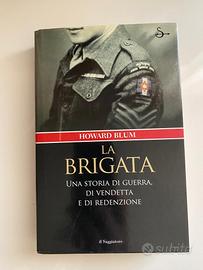 HOWARD BLUM
LA
BRIGATA
UNA STORIA DI GUERRA,
DI VENDETTA
E DI REDENZIONE
il Saggiatore
subito